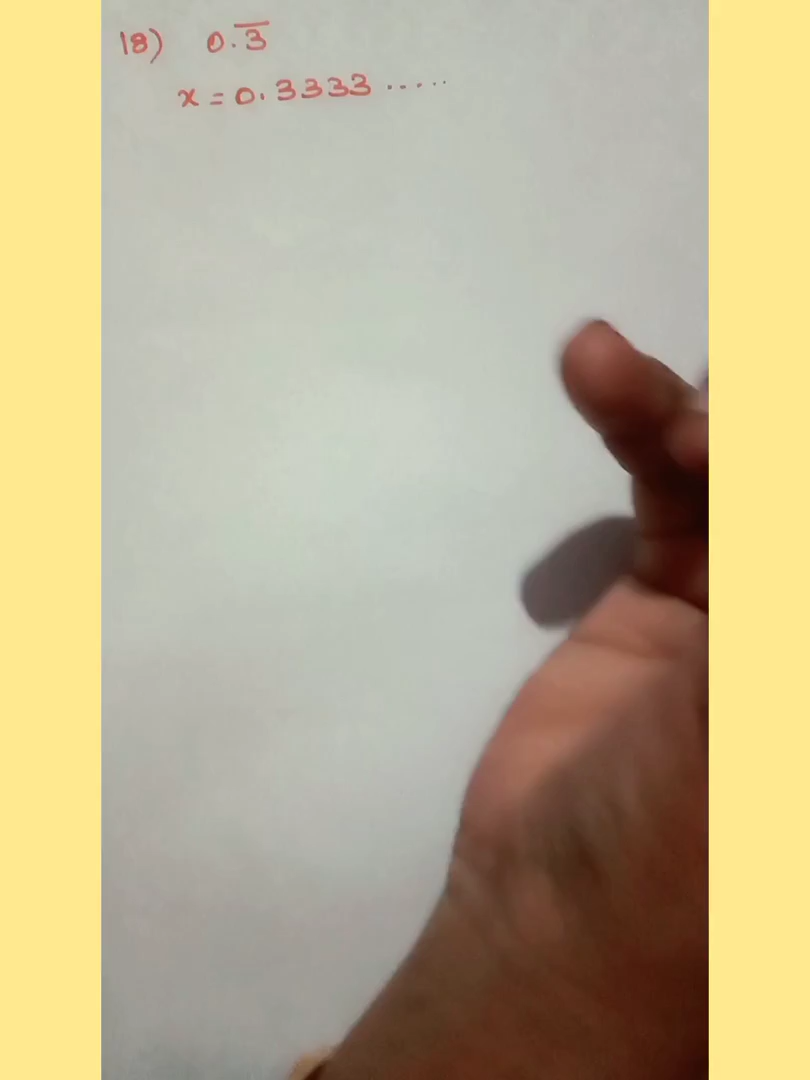 18) 0.3̅
x = 0.3333.....